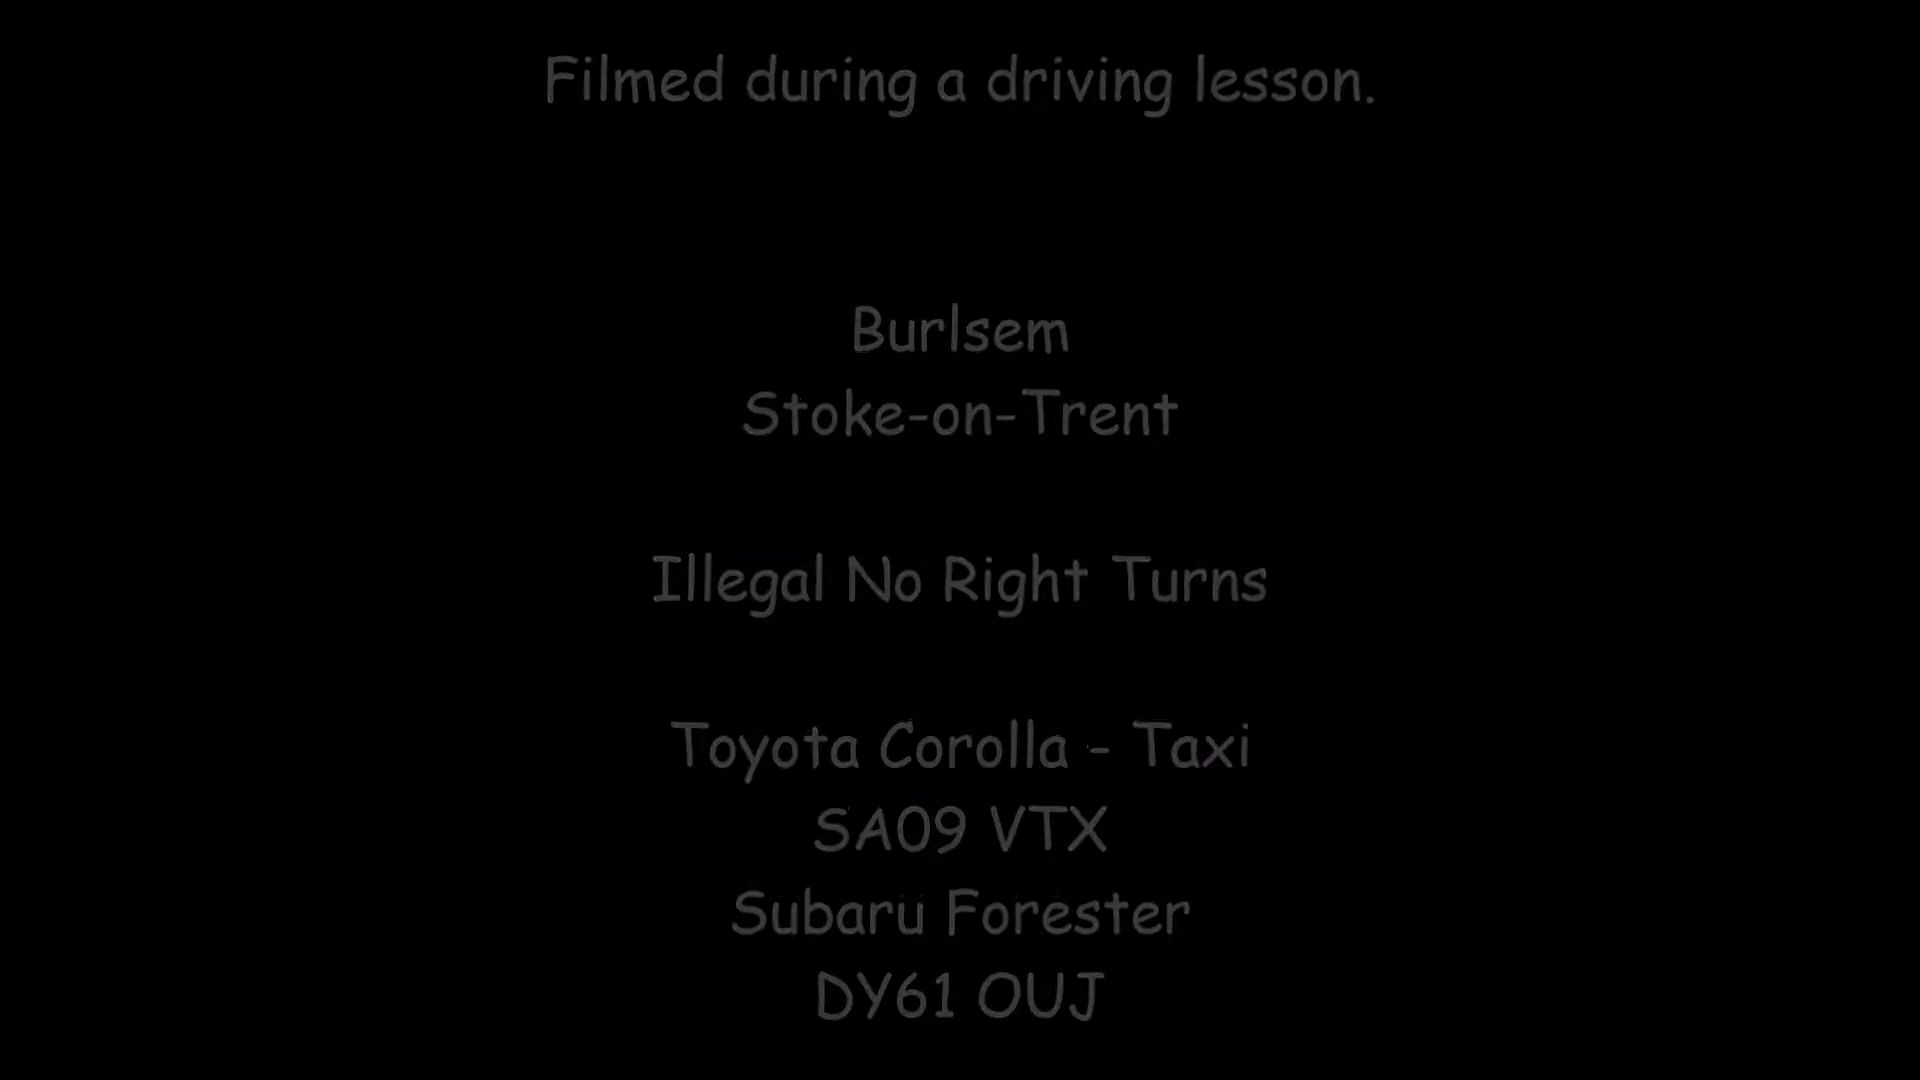 Filmed during a driving lesson.
Burlsem
Stoke-on-Trent
Illegal No Right Turns
Toyota Corolla - Taxi
SA09 VTX
Subaru Forester
DY61 OUJ